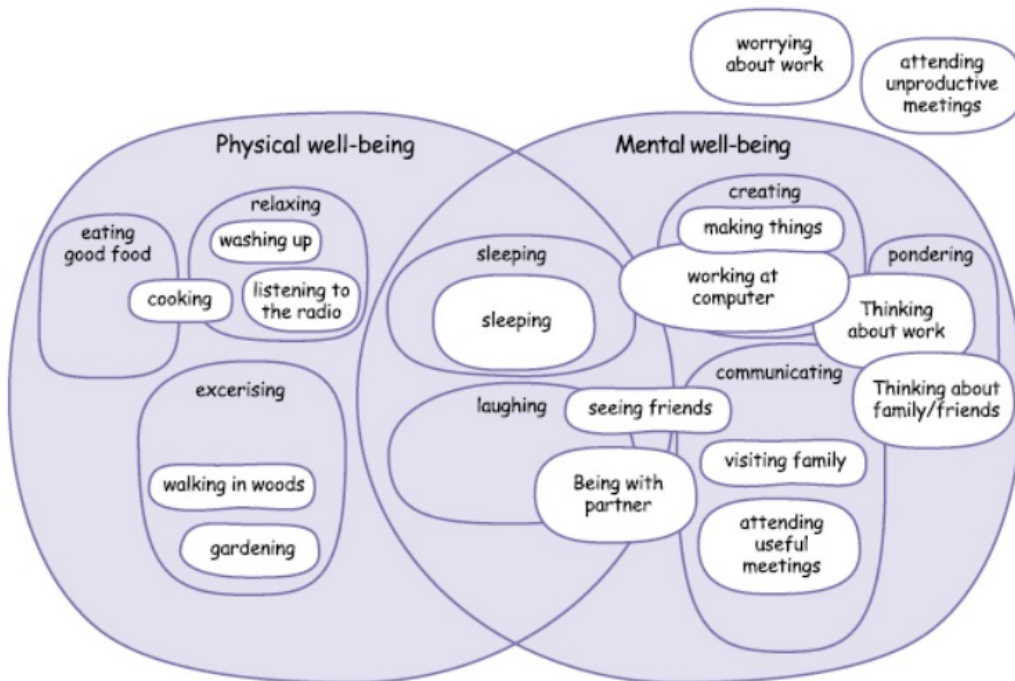 worrying
about work
attending
unproductive
meetings
Physical well-being
Mental well-being
eating
good food
relaxing
washing up
cooking
listening to
the radio
excerising
walking in woods
gardening
sleeping
sleeping
laughing
seeing friends
Being with
partner
creating
making things
working at
computer
pondering
Thinking
about work
communicating
Thinking about
family/friends
visiting family
attending
useful
meetings